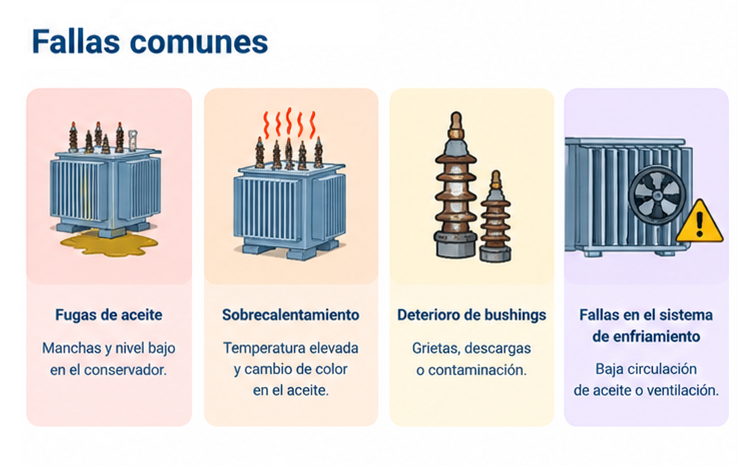 Fallas comunes
Fugas de aceite
Manchas y nivel bajo
en el conservador.
Sobrecalentamiento
Temperatura elevada
y cambio de color
en el aceite.
Deterioro de bushings
Grietas, descargas
o contaminación.
Fallas en el sistema
de enfriamiento
Baja circulación
de aceite o ventilación.